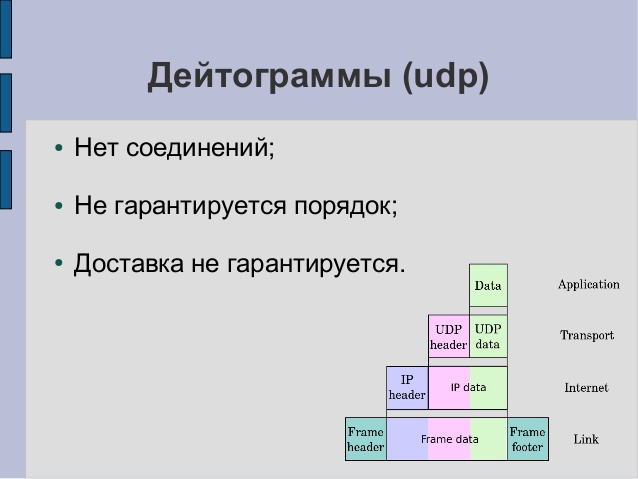 Дейтограммы (udp)
Нет соединений;
Не гарантируется порядок;
Доставка не гарантируется.
Data
Application
UDP
header
UDP
data
Transport
IP
header
IP data
Internet
Frame
header
Frame data
Frame
footer
Link